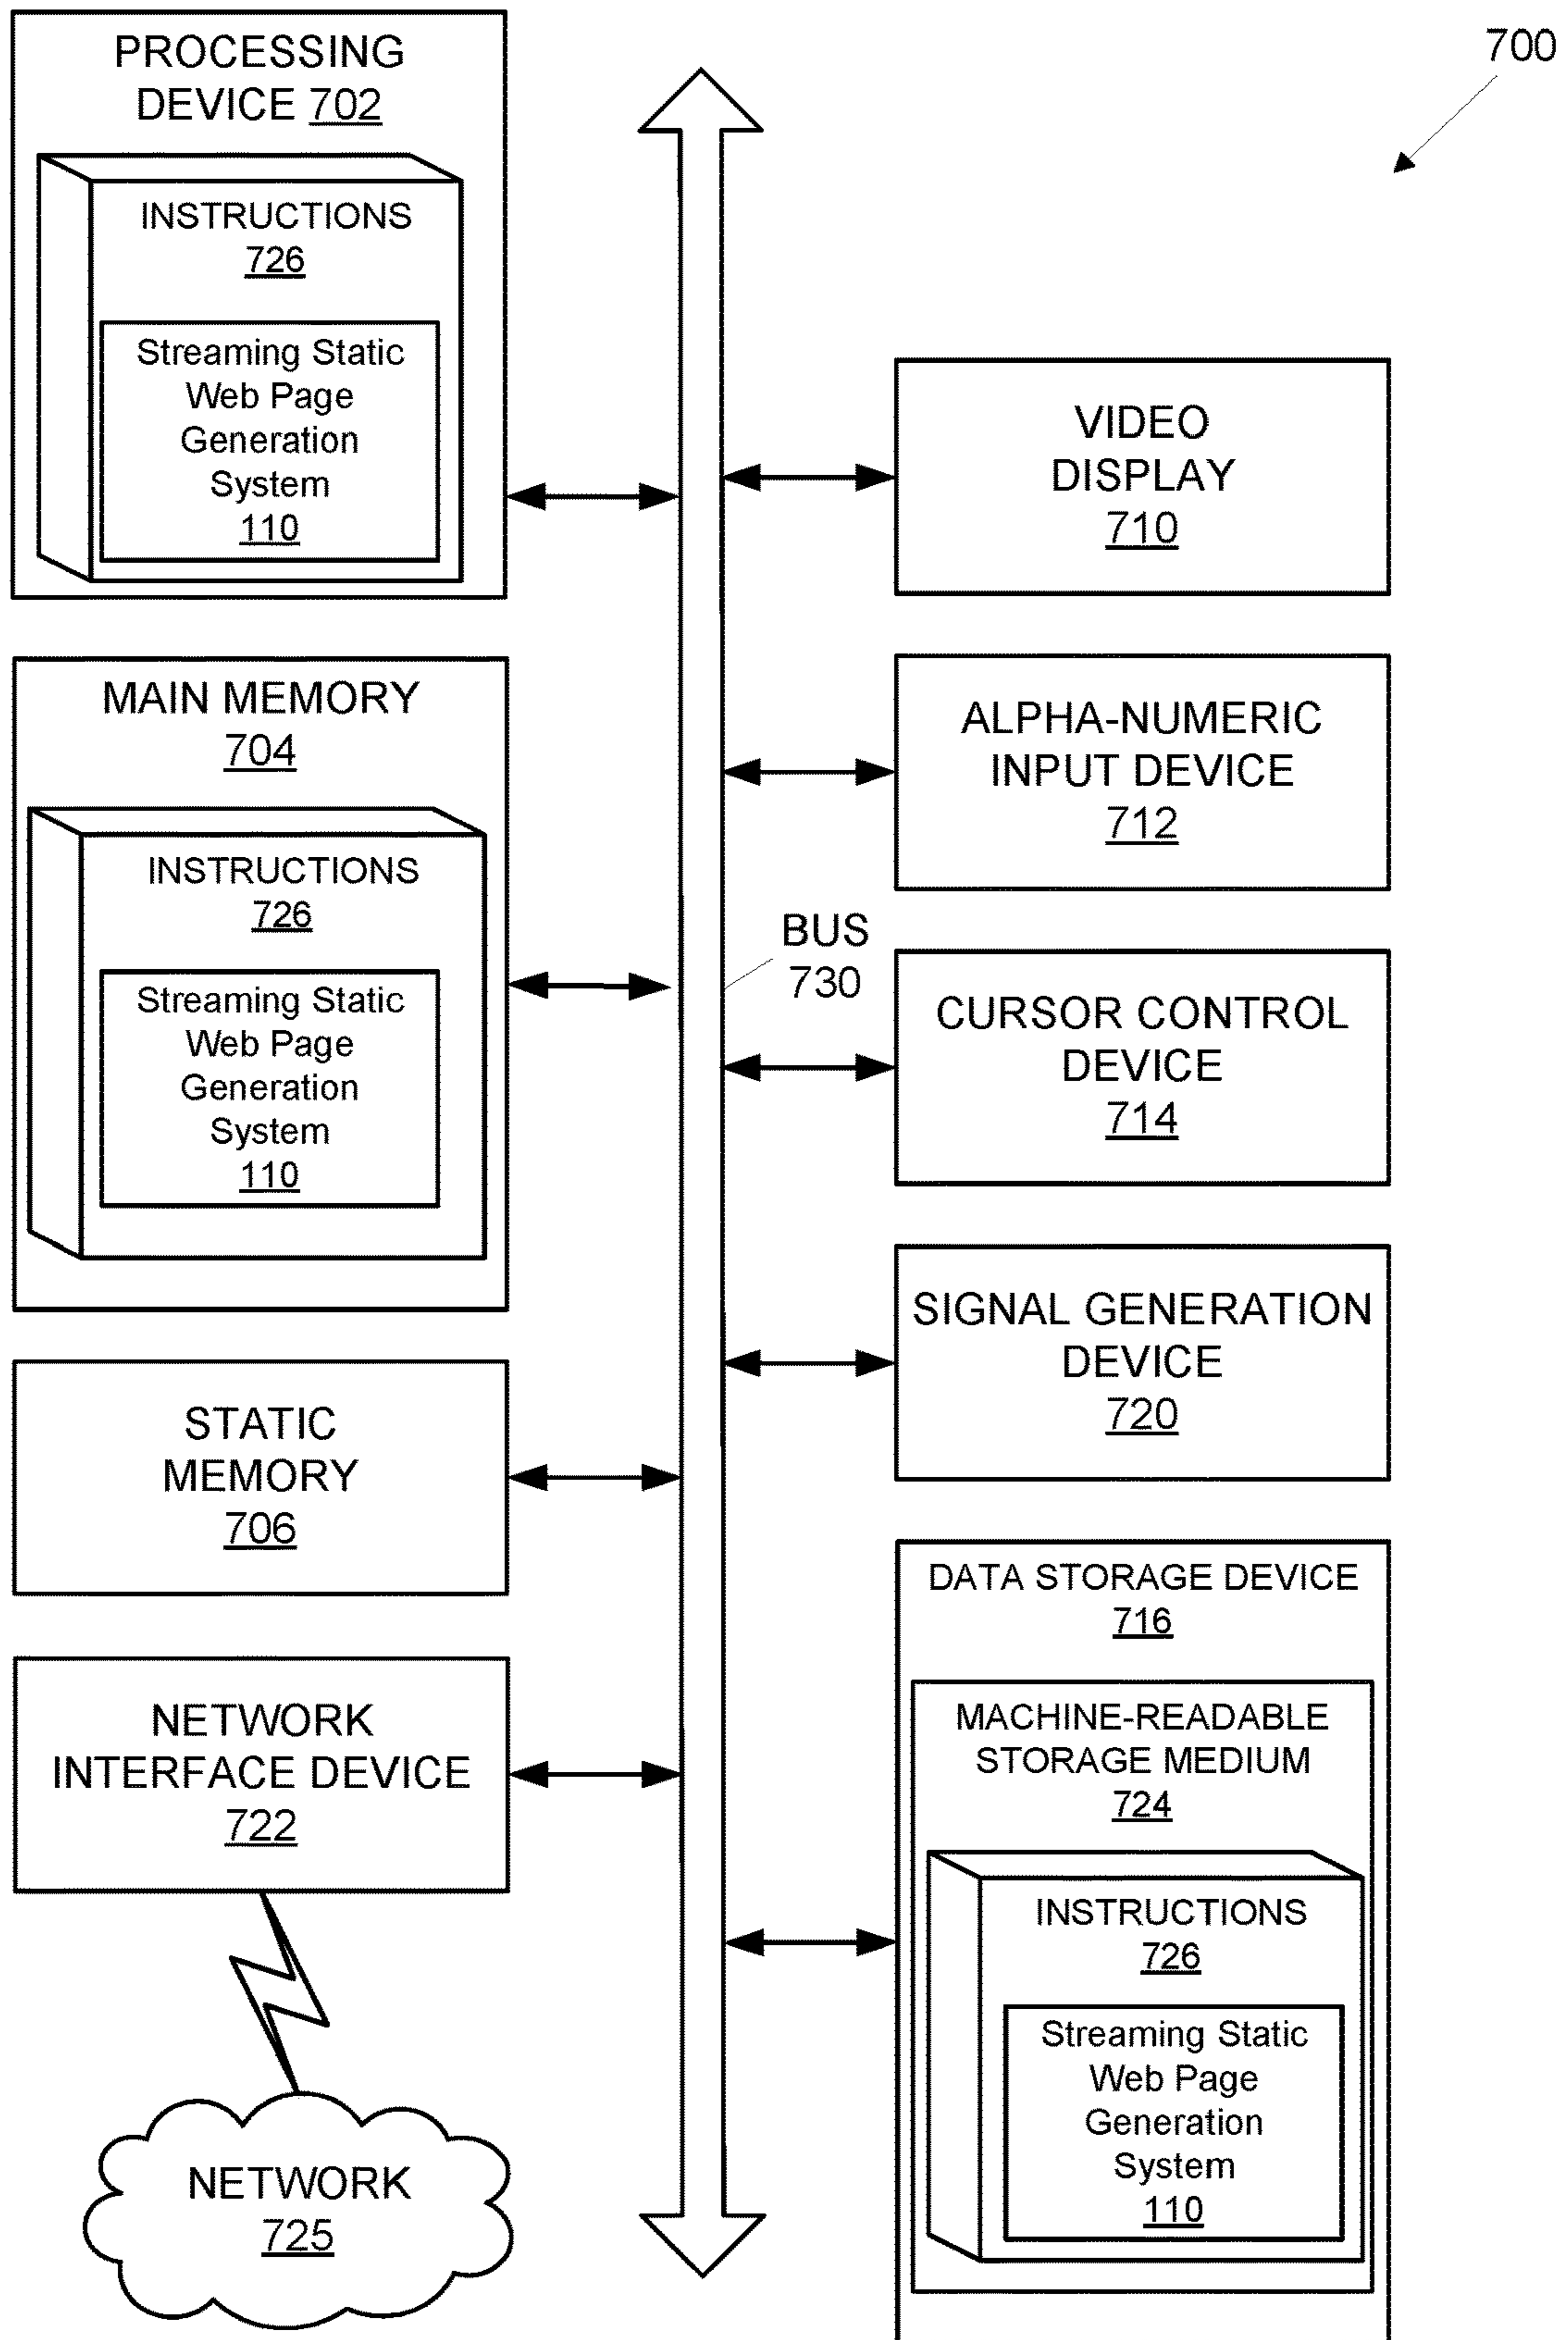 700
PROCESSING
DEVICE 702
INSTRUCTIONS
726
Streaming Static
Web Page
Generation
System
110
MAIN MEMORY
704
INSTRUCTIONS
726
Streaming Static
Web Page
Generation
System
110
STATIC
MEMORY
706
NETWORK
INTERFACE DEVICE
722
NETWORK
725
BUS
730
VIDEO
DISPLAY
710
ALPHA-NUMERIC
INPUT DEVICE
712
CURSOR CONTROL
DEVICE
714
SIGNAL GENERATION
DEVICE
720
DATA STORAGE DEVICE
716
MACHINE-READABLE
STORAGE MEDIUM
724
INSTRUCTIONS
726
Streaming Static
Web Page
Generation
System
110